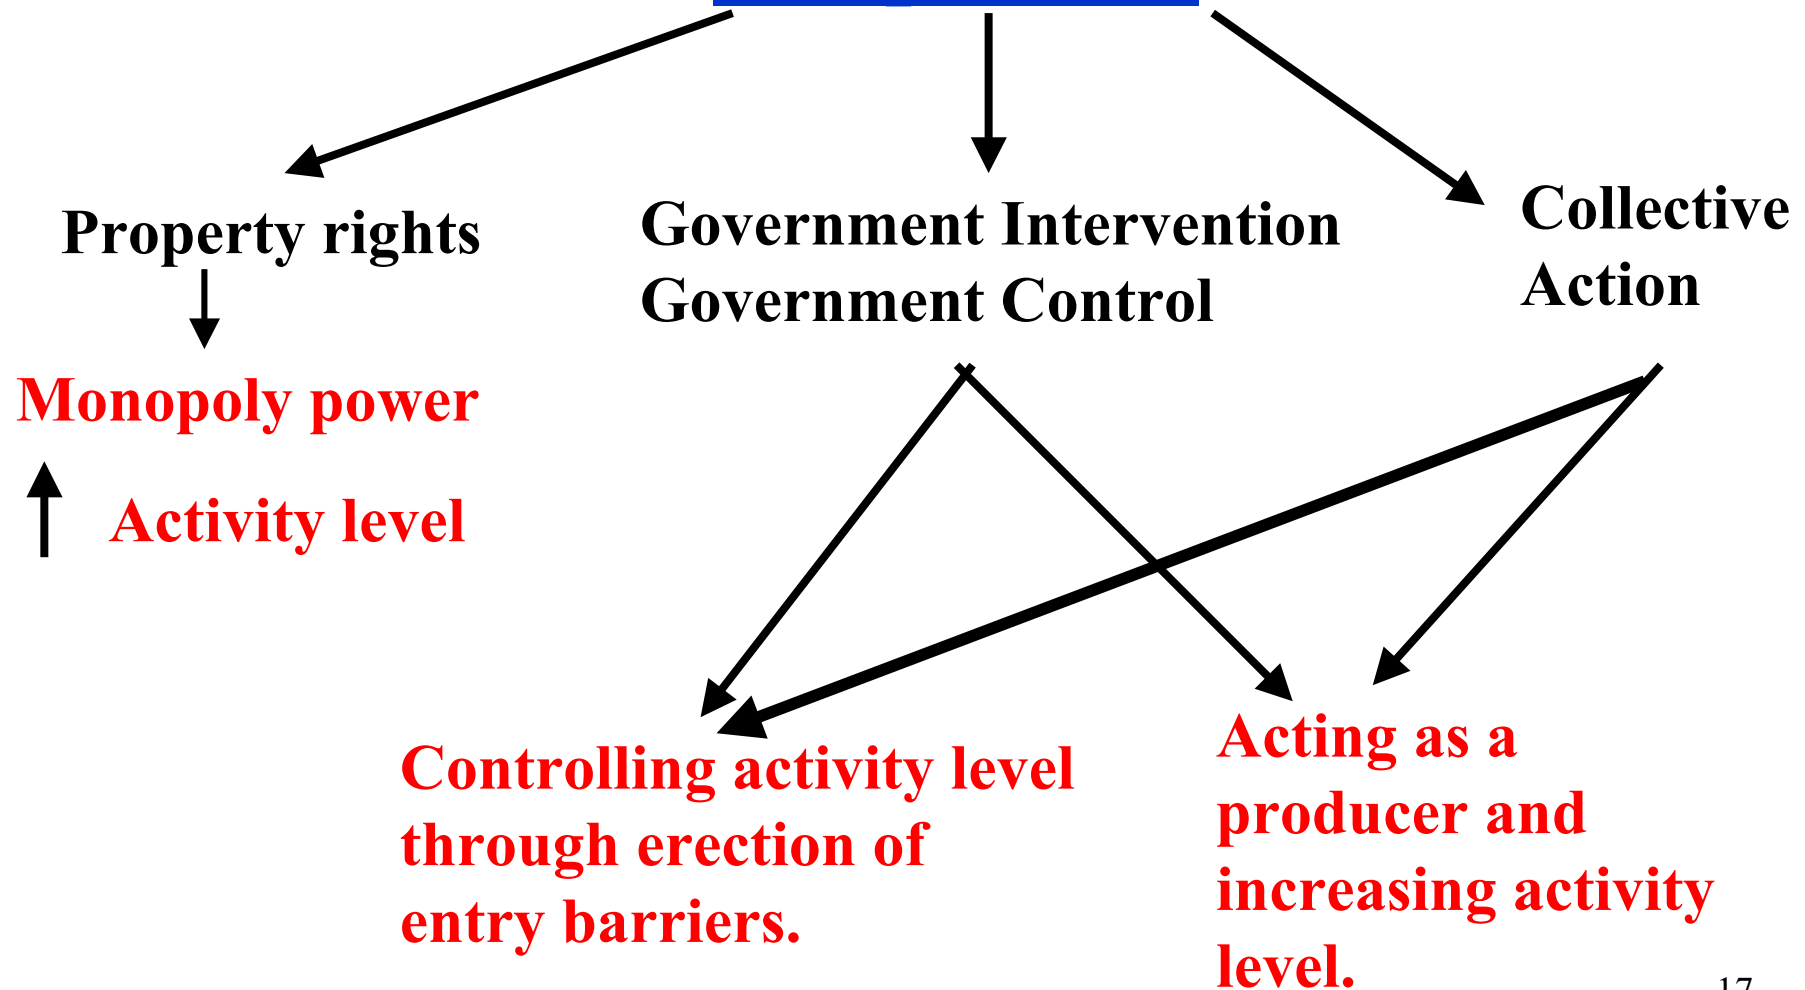 Property rights
Government Intervention
Government Control
Collective
Action
Monopoly power
Activity level
Controlling activity level
through erection of
entry barriers.
Acting as a
producer and
increasing activity
level.
17